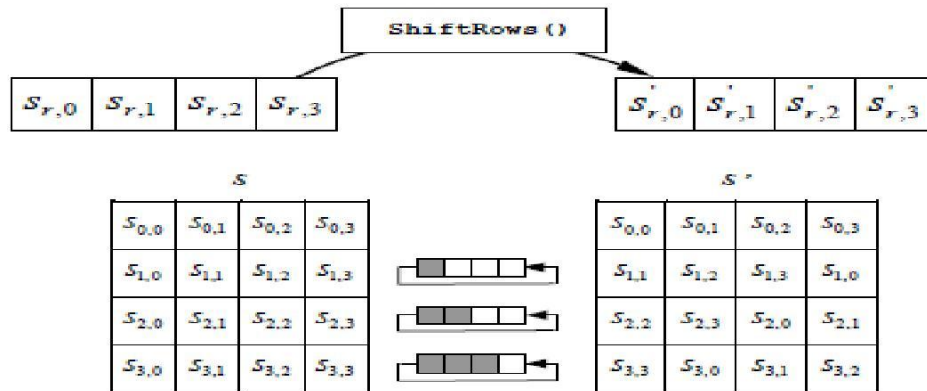 ShiftRows()
S r,0 S r,1 S r,2 S r,3 S' r,0 S' r,1 S' r,2 S' r,3
S S'
S 0,0 S 0,1 S 0,2 S 0,3 S 0,0 S 0,1 S 0,2 S 0,3
S 1,0 S 1,1 S 1,2 S 1,3 S 1,1 S 1,2 S 1,3 S 1,0
S 2,0 S 2,1 S 2,2 S 2,3 S 2,2 S 2,3 S 2,0 S 2,1
S 3,0 S 3,1 S 3,2 S 3,3 S 3,3 S 3,0 S 3,1 S 3,2